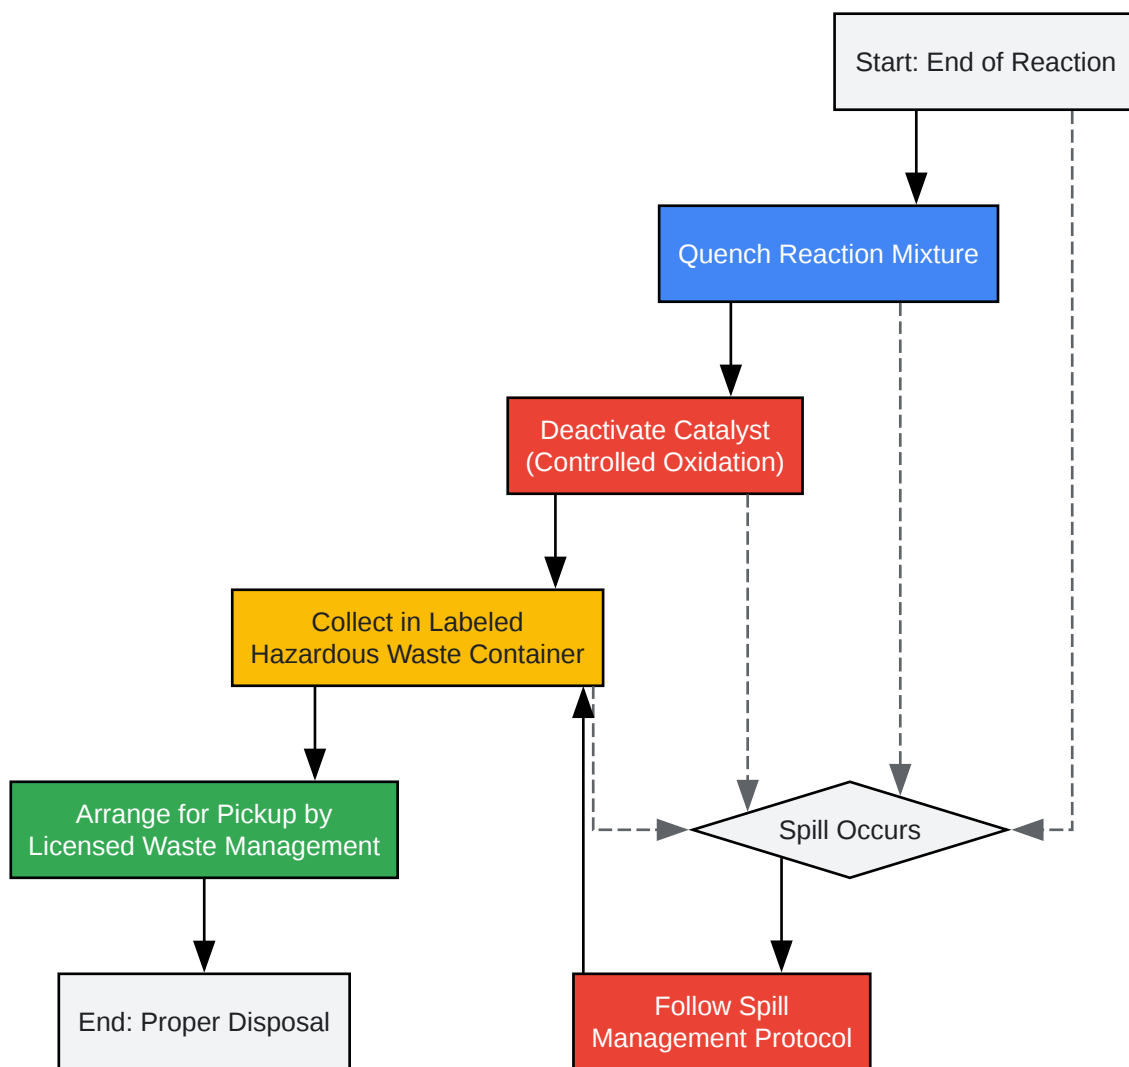 Start: End of Reaction
Quench Reaction Mixture
Deactivate Catalyst
(Controlled Oxidation)
Collect in Labeled
Hazardous Waste Container
Arrange for Pickup by
Licensed Waste Management
Spill Occurs
End: Proper Disposal
Follow Spill
Management Protocol